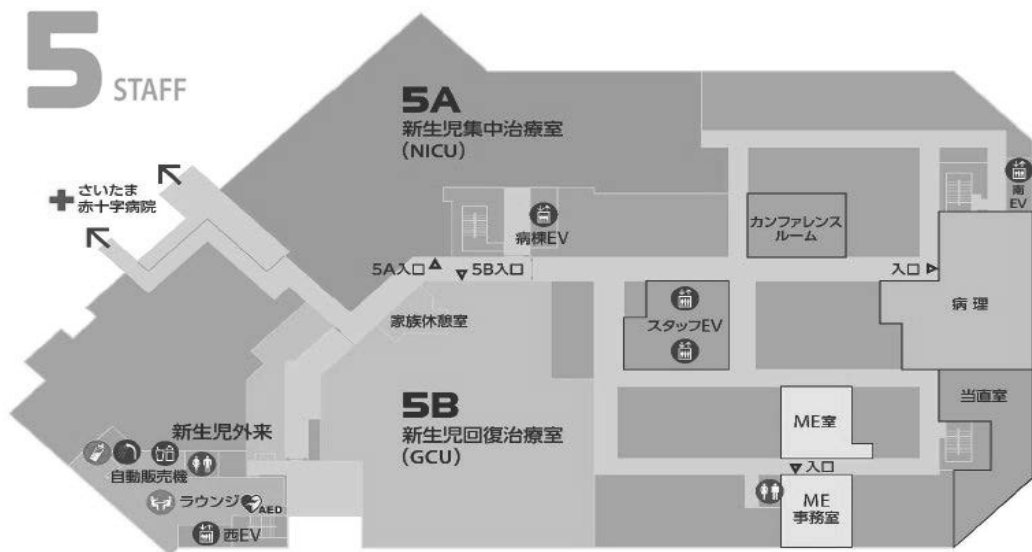 5 STAFF
5A
新生児集中治療室
(NICU)
さいたま
赤十字病院
病棟EV
南
EV
カンファレンス
ルーム
5A入口
5B入口
入口
病理
家族休憩室
スタッフEV
5B
新生児回復治療室
(GCU)
当直室
ME室
新生児外来
自動販売機
入口
ラウンジ
AED
ME
事務室
西EV